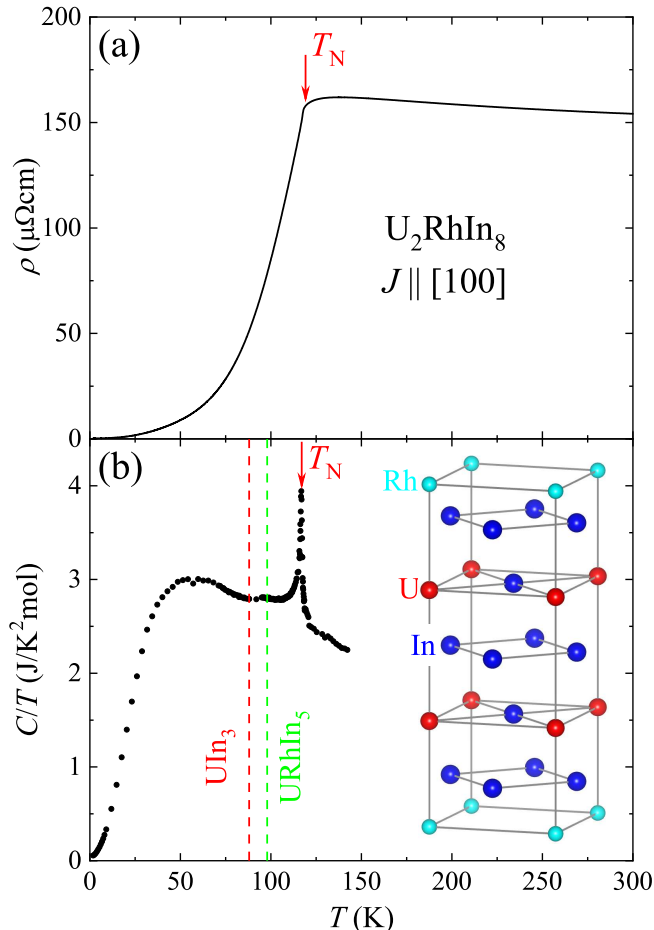 (a)
T_N
200
150
100
50
0
ρ (μΩcm)
U₂RhIn₈
J || [100]
(b)
T_N
4
3
2
1
0
C/T (J/K²mol)
UIn₃
URhIn₅
Rh
U
In
0 50 100 150 200 250 300
T (K)